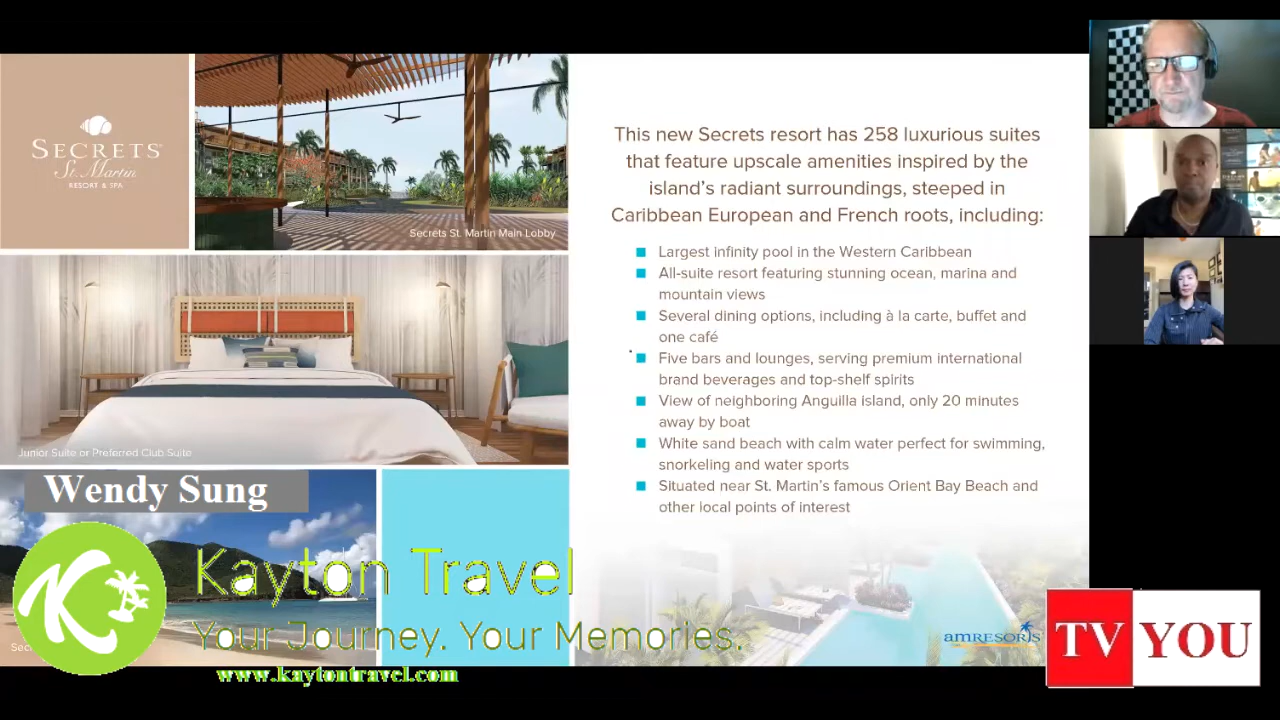 SECRETS
St. Martin
RESORT & SPA
Secrets St. Martin Main Lobby
Junior Suite or Preferred Club Suite
Wendy Sung
K
Kayton Travel
Your Journey. Your Memories.
www.kaytontravel.com
This new Secrets resort has 258 luxurious suites
that feature upscale amenities inspired by the
island's radiant surroundings, steeped in
Caribbean European and French roots, including:
Largest infinity pool in the Western Caribbean
All-suite resort featuring stunning ocean, marina and
mountain views
Several dining options, including à la carte, buffet and
one café
Five bars and lounges, serving premium international
brand beverages and top-shelf spirits
View of neighboring Anguilla island, only 20 minutes
away by boat
White sand beach with calm water perfect for swimming,
snorkeling and water sports
Situated near St. Martin's famous Orient Bay Beach and
other local points of interest
amRESORTS
TV YOU